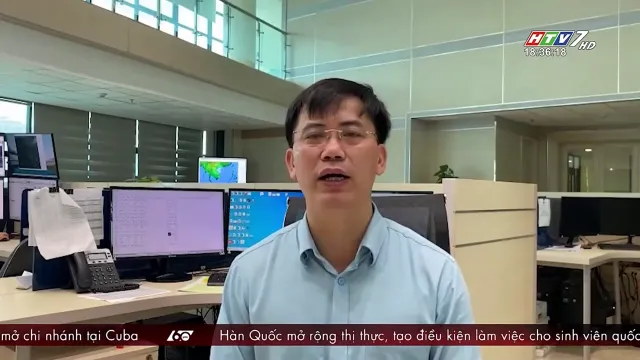 HTV7 HD
18:36:18
mở chi nhánh tại Cuba
60
Hàn Quốc mở rộng thị thực, tạo điều kiện làm việc cho sinh viên quốc